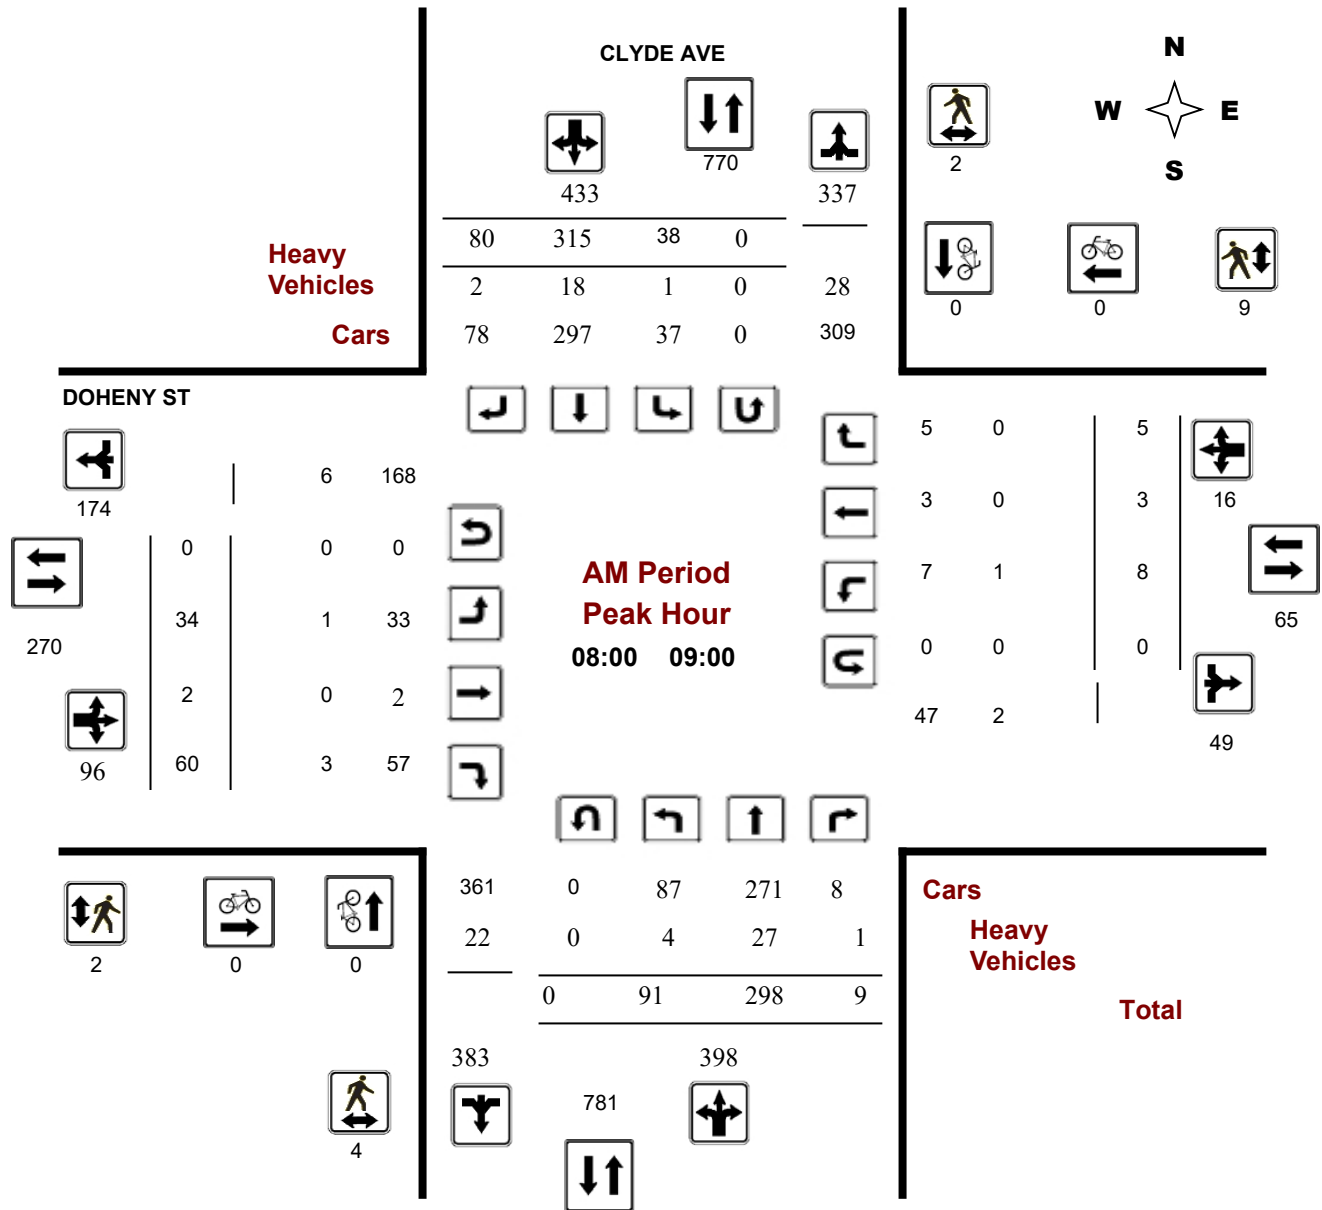 CLYDE AVE
N
W E
S
770
2
433
337
80 315 38 0
Heavy
Vehicles
2 18 1 0 28
0 0 9
Cars
78 297 37 0 309
DOHENY ST
5 0 5
6 168
174
3 0 3 16
0 0 0
AM Period
7 1 8
Peak Hour
34 1 33
65
270
08:00 09:00
0 0 0
2 0 2
47 2
49
96 60 3 57
361 0 87 271 8
Cars
22 0 4 27 1
Heavy
Vehicles
2 0 0
0 91 298 9
Total
383 398
781
4